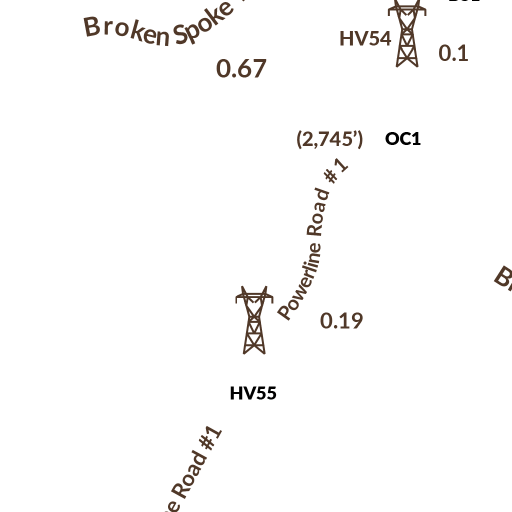 Broken Spoke
HV54
0.1
0.67
(2,745’)
OC1
Powerline Road #1
0.19
HV55
Road #1